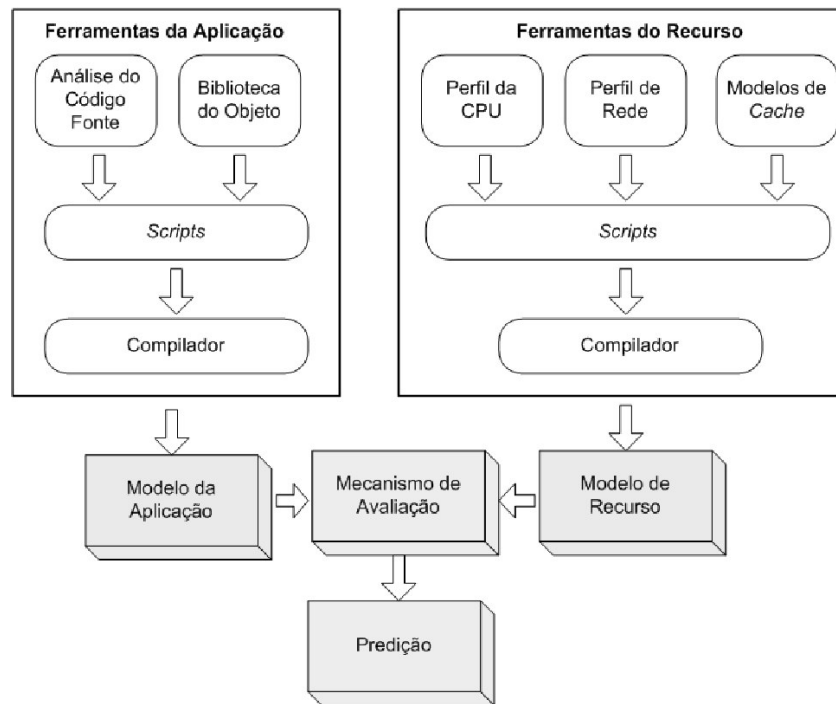 Ferramentas da Aplicação
Análise do
Código
Fonte
Biblioteca
do Objeto
Scripts
Compilador
Ferramentas do Recurso
Perfil da
CPU
Perfil de
Rede
Modelos de
Cache
Scripts
Compilador
Modelo da
Aplicação
Mecanismo de
Avaliação
Modelo de
Recurso
Predição